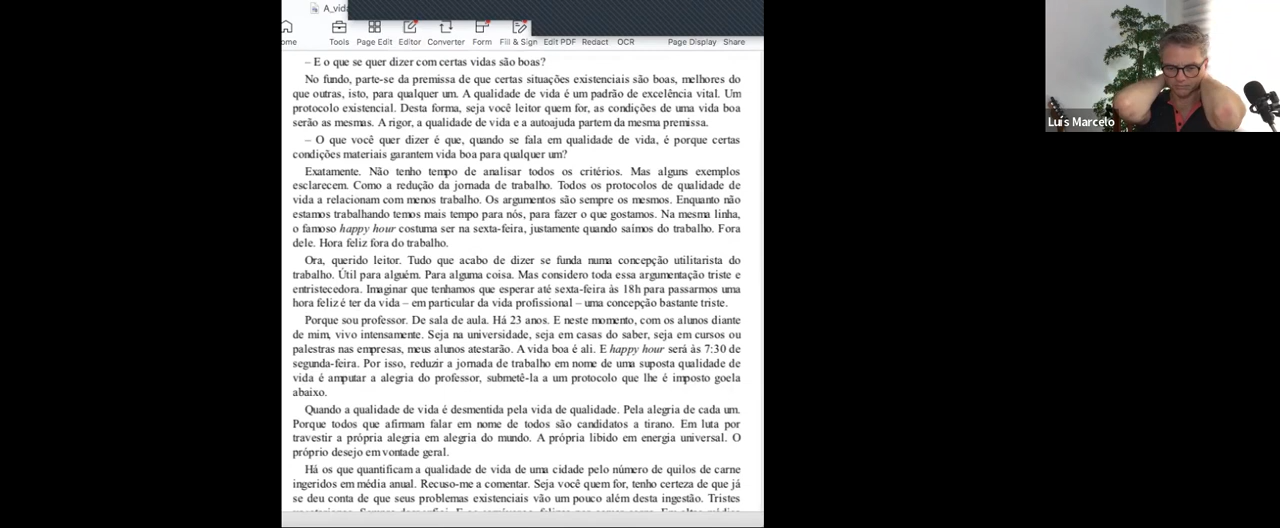 A_vida
ome Tools Page Edit Editor Converter Form Fill & Sign Edit PDF Redact OCR Page Display Share
– E o que se quer dizer com certas vidas são boas?
No fundo, parte-se da premissa de que certas situações existenciais são boas, melhores do
que outras, isto, para qualquer um. A qualidade de vida é um padrão de excelência vital. Um
protocolo existencial. Desta forma, seja você leitor quem for, as condições de uma vida boa
serão as mesmas. A rigor, a qualidade de vida e a autoajuda partem da mesma premissa.
– O que você quer dizer é que, quando se fala em qualidade de vida, é porque certas
condições materiais garantem vida boa para qualquer um?
Exatamente. Não tenho tempo de analisar todos os critérios. Mas alguns exemplos
esclarecem. Como a redução da jornada de trabalho. Todos os protocolos de qualidade de
vida a relacionam com menos trabalho. Os argumentos são sempre os mesmos. Enquanto não
estamos trabalhando temos mais tempo para nós, para fazer o que gostamos. Na mesma linha,
o famoso happy hour costuma ser na sexta-feira, justamente quando saímos do trabalho. Fora
dele. Hora feliz fora do trabalho.
Ora, querido leitor. Tudo que acabo de dizer se funda numa concepção utilitarista do
trabalho. Útil para alguém. Para alguma coisa. Mas considero toda essa argumentação triste e
entristecedora. Imaginar que tenhamos que esperar até sexta-feira às 18h para passarmos uma
hora feliz é ter da vida – em particular da vida profissional – uma concepção bastante triste.
Porque sou professor. De sala de aula. Há 23 anos. E neste momento, com os alunos diante
de mim, vivo intensamente. Seja na universidade, seja em casas do saber, seja em cursos ou
palestras nas empresas, meus alunos atestarão. A vida boa é ali. E happy hour será às 7:30 de
segunda-feira. Por isso, reduzir a jornada de trabalho em nome de uma suposta qualidade de
vida é amputar a alegria do professor, submetê-la a um protocolo que lhe é imposto goela
abaixo.
Quando a qualidade de vida é desmentida pela vida de qualidade. Pela alegria de cada um.
Porque todos que afirmam falar em nome de todos são candidatos a tirano. Em luta por
travestir a própria alegria em alegria do mundo. A própria libido em energia universal. O
próprio desejo em vontade geral.
Há os que quantificam a qualidade de vida de uma cidade pelo número de quilos de carne
ingeridos em média anual. Recuso-me a comentar. Seja você quem for, tenho certeza de que já
se deu conta de que seus problemas existenciais vão um pouco além desta ingestão. Tristes
Luís Marcelo